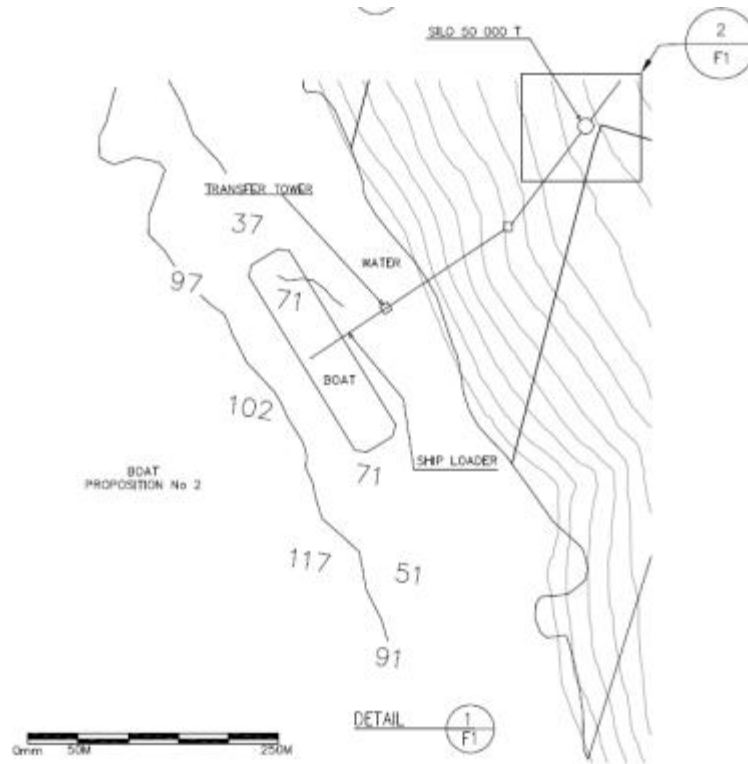 SILO 50 000 T
2
F1
TRANSFER TOWER
37
WATER
97
71
BOAT
102
SHIP LOADER
71
BOAT
PROPOSITION No 2
117
51
91
DETAIL
1
F1
0mm 50M 250M